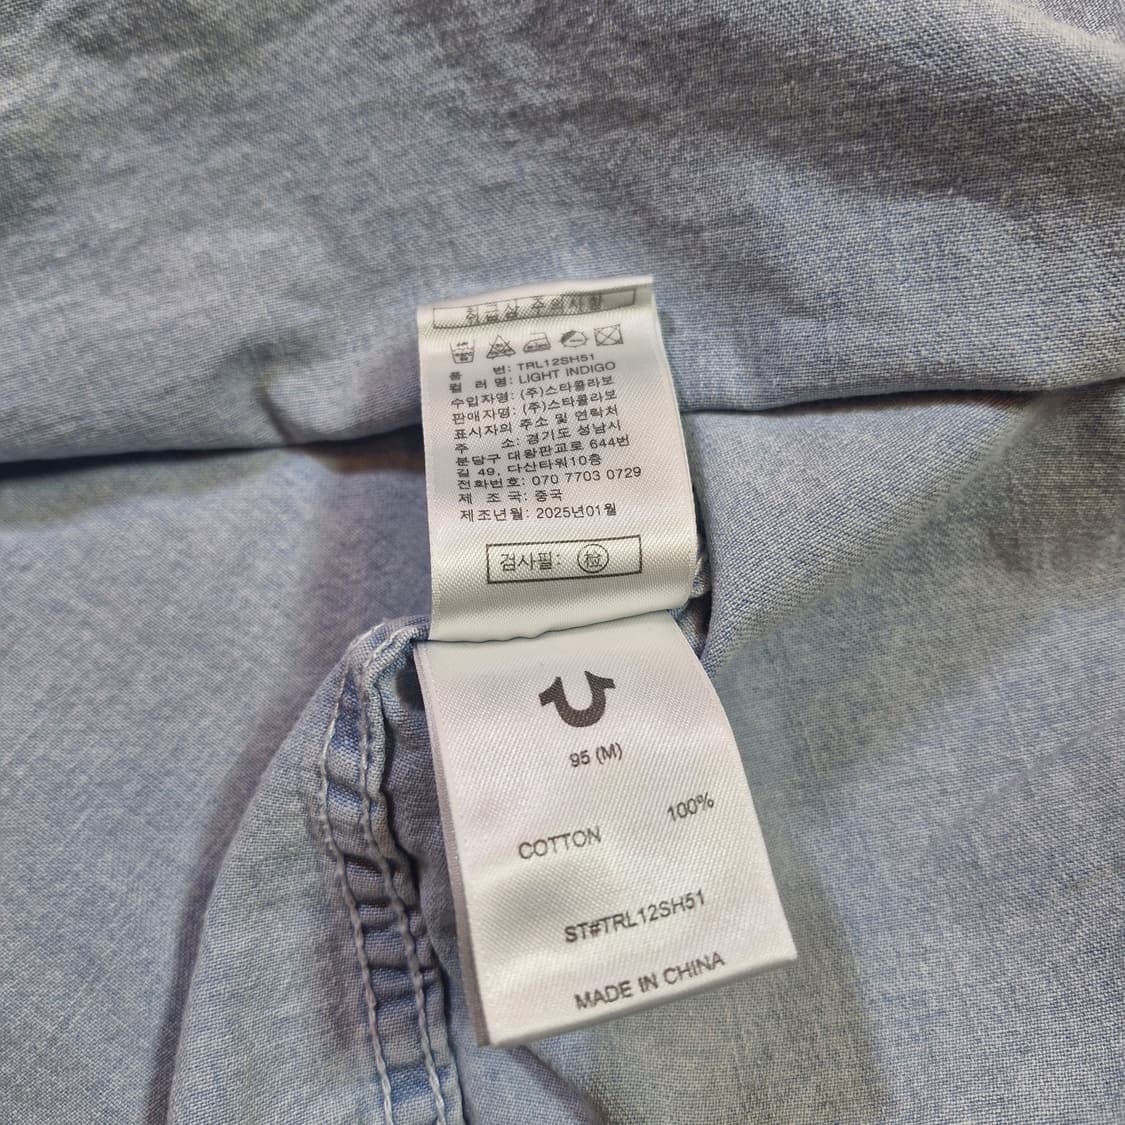 취급상 주의사항
품 번: TRL12SH51
컬 러 명: LIGHT INDIGO
수입자명: (주)스타콜라보
판매자명: (주)스타콜라보
표시자의 주소 및 연락처
주 소: 경기도 성남시
분당구 대왕판교로 644번
길 49, 다산타워10층
전화번호: 070 7703 0729
제 조 국: 중국
제조년월: 2025년01월
검사필: 檢
95 (M)
100%
COTTON
ST#TRL12SH51
MADE IN CHINA